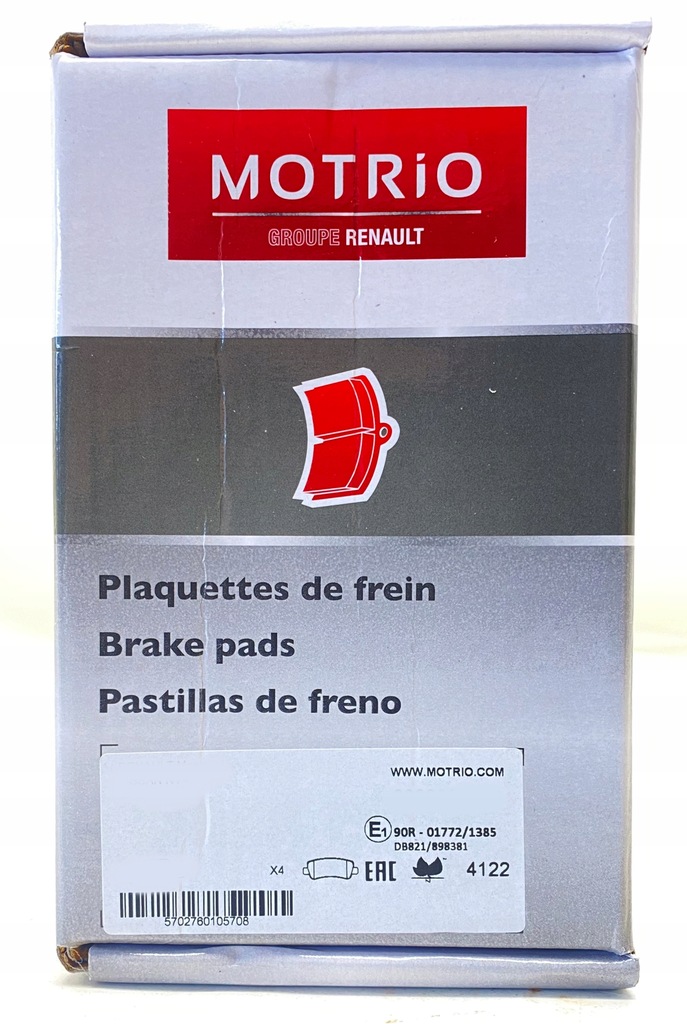 MOTRiO
GROUPE RENAULT
Plaquettes de frein
Brake pads
Pastillas de freno
WWW.MOTRIO.COM
E1 90R - 01772/1385
DB821/898381
X4 EAC 4122
5702760105708